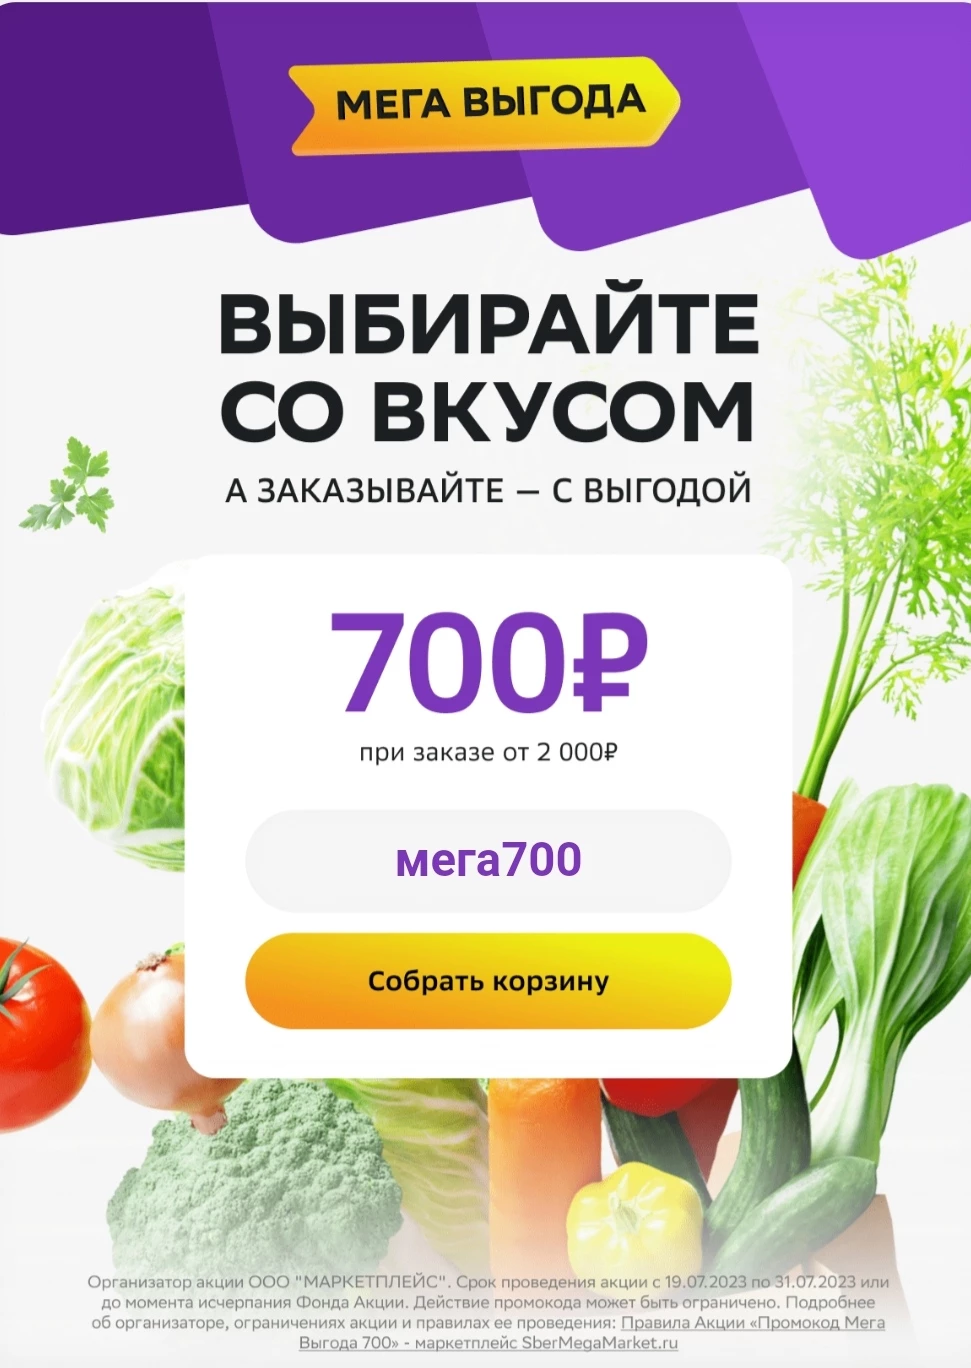 МЕГА ВЫГОДА
ВЫБИРАЙТЕ
СО ВКУСОМ
А ЗАКАЗЫВАЙТЕ – С ВЫГОДОЙ
700₽
при заказе от 2 000₽
мега700
Собрать корзину
Организатор акции ООО "МАРКЕТПЛЕЙС". Срок проведения акции с 19.07.2023 по 31.07.2023 или
до момента исчерпания Фонда Акции. Действие промокода может быть ограничено. Подробнее
об организаторе, ограничениях акции и правилах ее проведения: Правила Акции «Промокод Мега
Выгода 700» - маркетплейс SberMegaMarket.ru